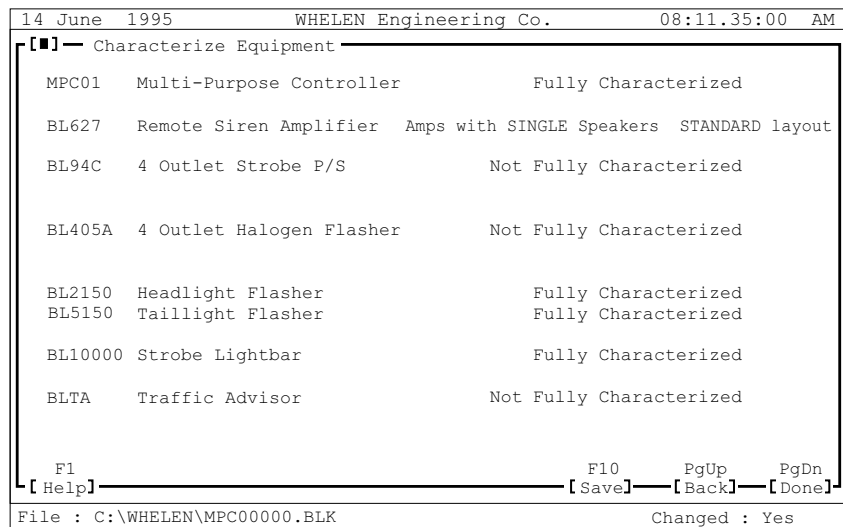 14 June 1995 WHELEN Engineering Co. 08:11.35:00 AM
[■] Characterize Equipment
MPC01 Multi-Purpose Controller Fully Characterized
BL627 Remote Siren Amplifier Amps with SINGLE Speakers STANDARD layout
BL94C 4 Outlet Strobe P/S Not Fully Characterized
BL405A 4 Outlet Halogen Flasher Not Fully Characterized
BL2150 Headlight Flasher Fully Characterized
BL5150 Taillight Flasher Fully Characterized
BL10000 Strobe Lightbar Fully Characterized
BLTA Traffic Advisor Not Fully Characterized
F1 F10 PgUp PgDn
[Help] [Save] [Back] [Done]
File : C:\WHELEN\MPC00000.BLK Changed : Yes